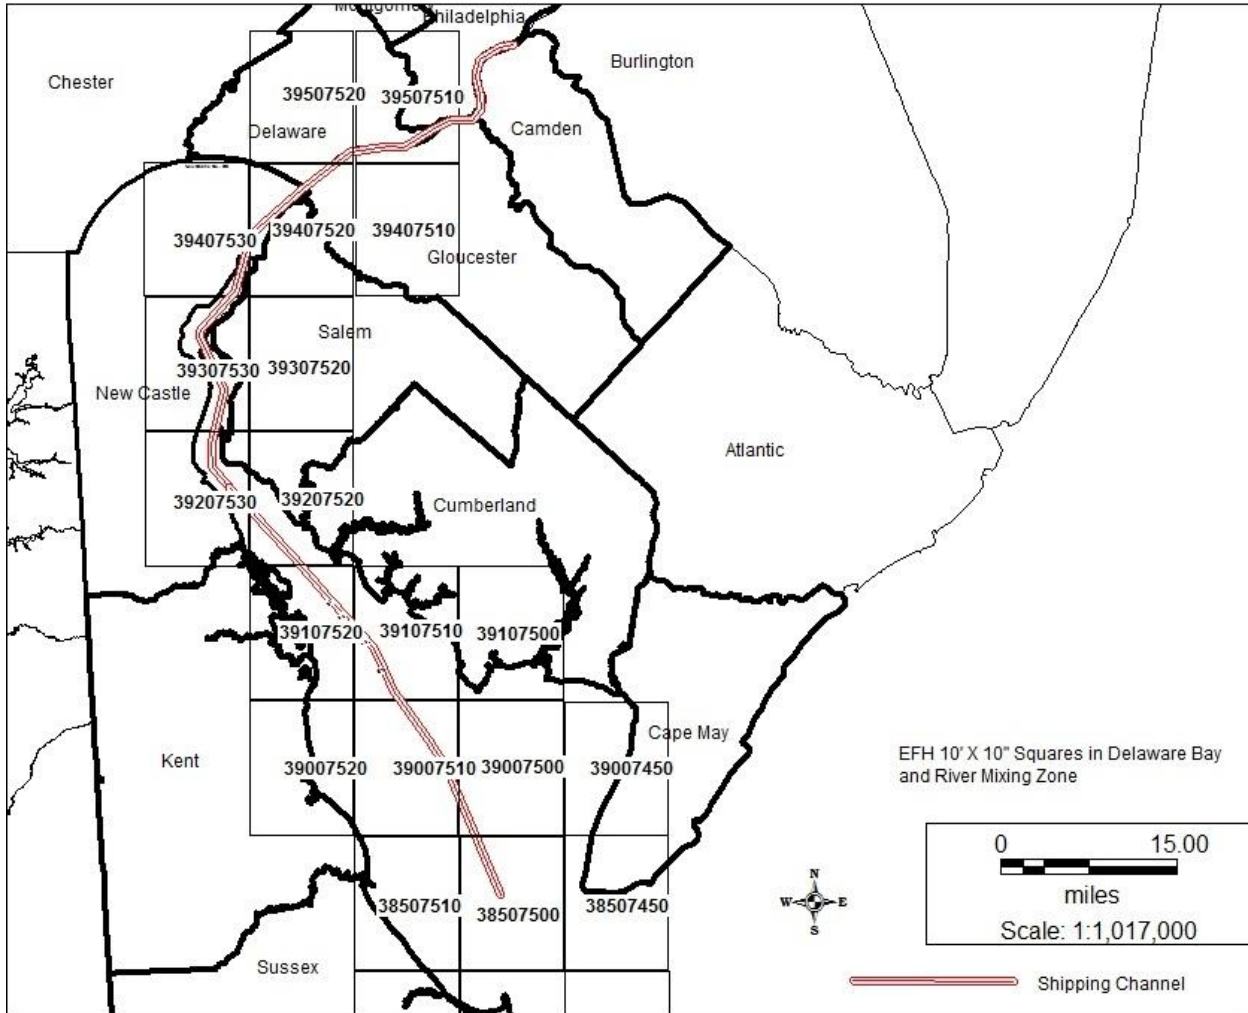 Montgomery
Philadelphia
Burlington
Chester
39507520
39507510
Camden
Delaware
39407530
39407520
39407510
Gloucester
Salem
39307530
39307520
New Castle
Atlantic
39207530
39207520
Cumberland
39107520
39107510
39107500
Cape May
Kent
39007520
39007510
39007500
39007450
EFH 10' X 10" Squares in Delaware Bay
and River Mixing Zone
0 15.00
miles
Scale: 1:1,017,000
N
W E
S
38507510
38507500
38507450
Sussex
Shipping Channel